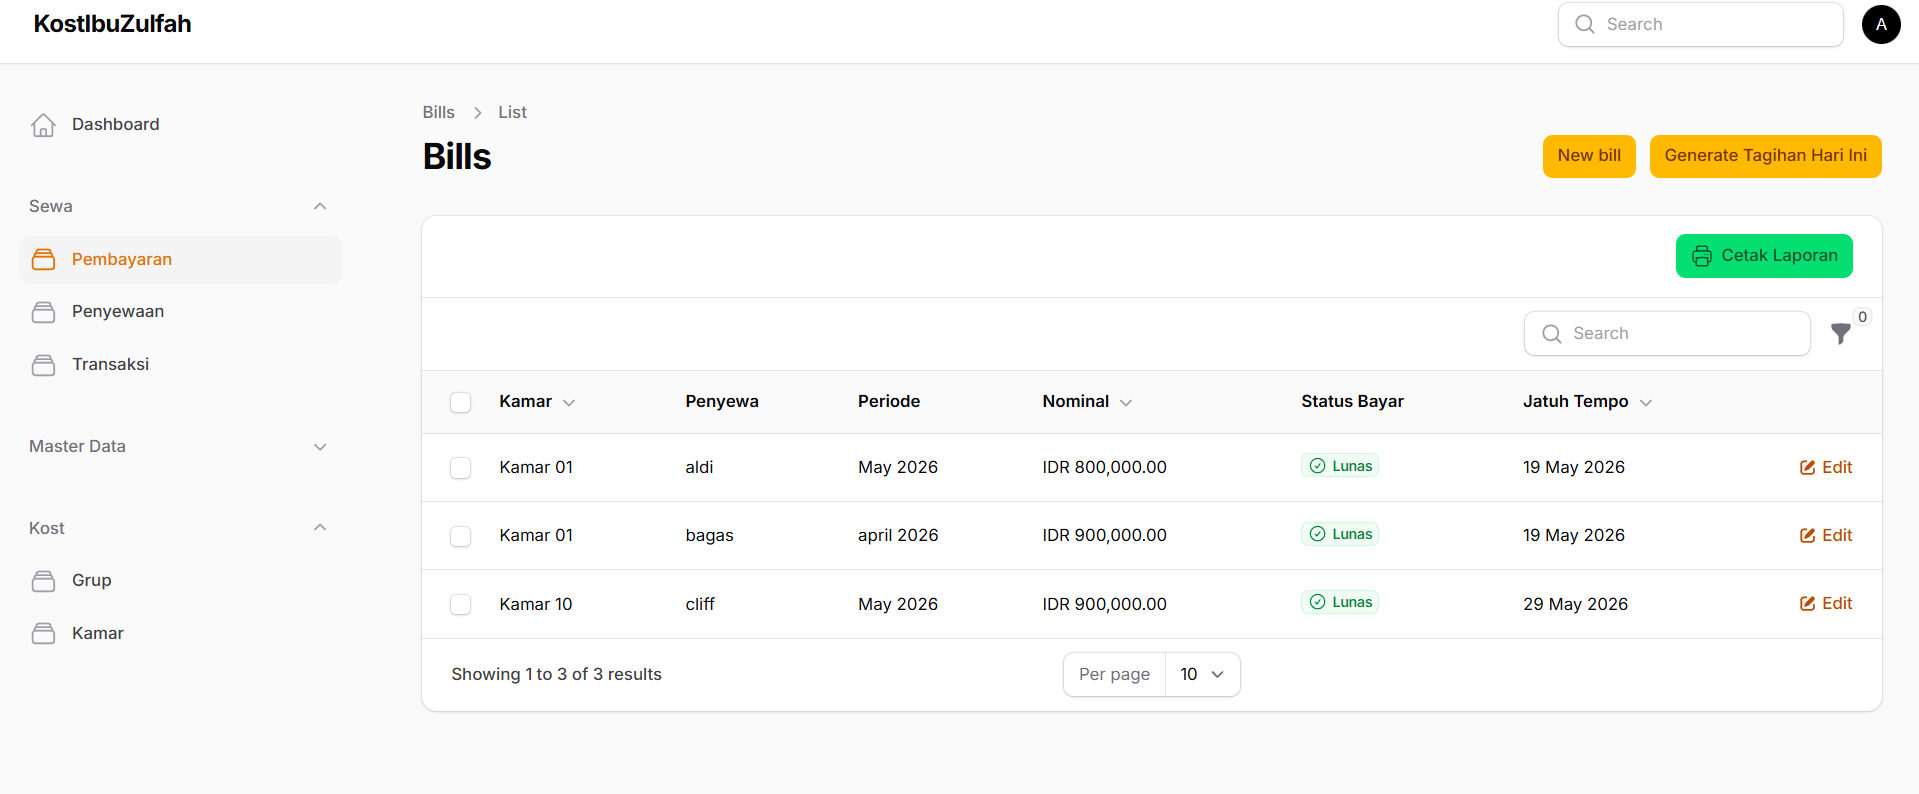 KostIbuZulfah
Search
A
Dashboard
Sewa
Pembayaran
Penyewaan
Transaksi
Master Data
Kost
Grup
Kamar
Bills > List
Bills
New bill
Generate Tagihan Hari Ini
Cetak Laporan
Search
0
Kamar Penyewa Periode Nominal Status Bayar Jatuh Tempo
Kamar 01 aldi May 2026 IDR 800,000.00 Lunas 19 May 2026 Edit
Kamar 01 bagas april 2026 IDR 900,000.00 Lunas 19 May 2026 Edit
Kamar 10 cliff May 2026 IDR 900,000.00 Lunas 29 May 2026 Edit
Showing 1 to 3 of 3 results
Per page 10